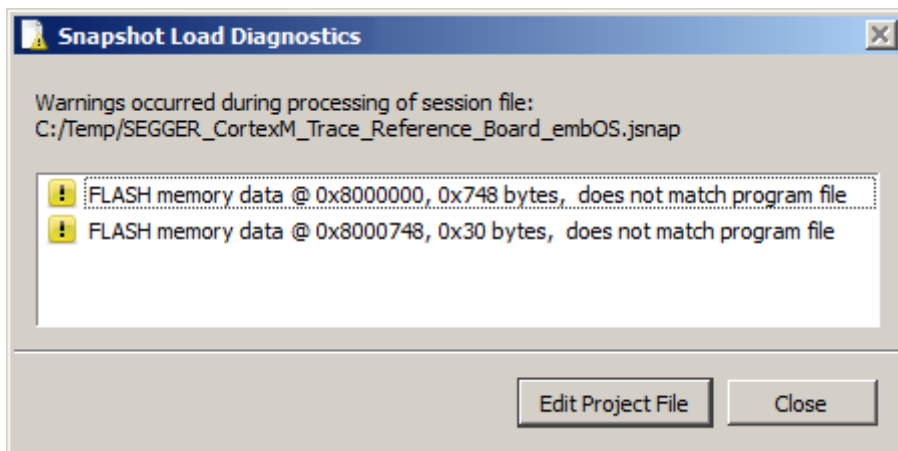 Snapshot Load Diagnostics
Warnings occurred during processing of session file:
C:/Temp/SEGGER_CortexM_Trace_Reference_Board_embOS.jsnap
FLASH memory data @ 0x8000000, 0x748 bytes,  does not match program file
FLASH memory data @ 0x8000748, 0x30 bytes,  does not match program file
Edit Project File
Close